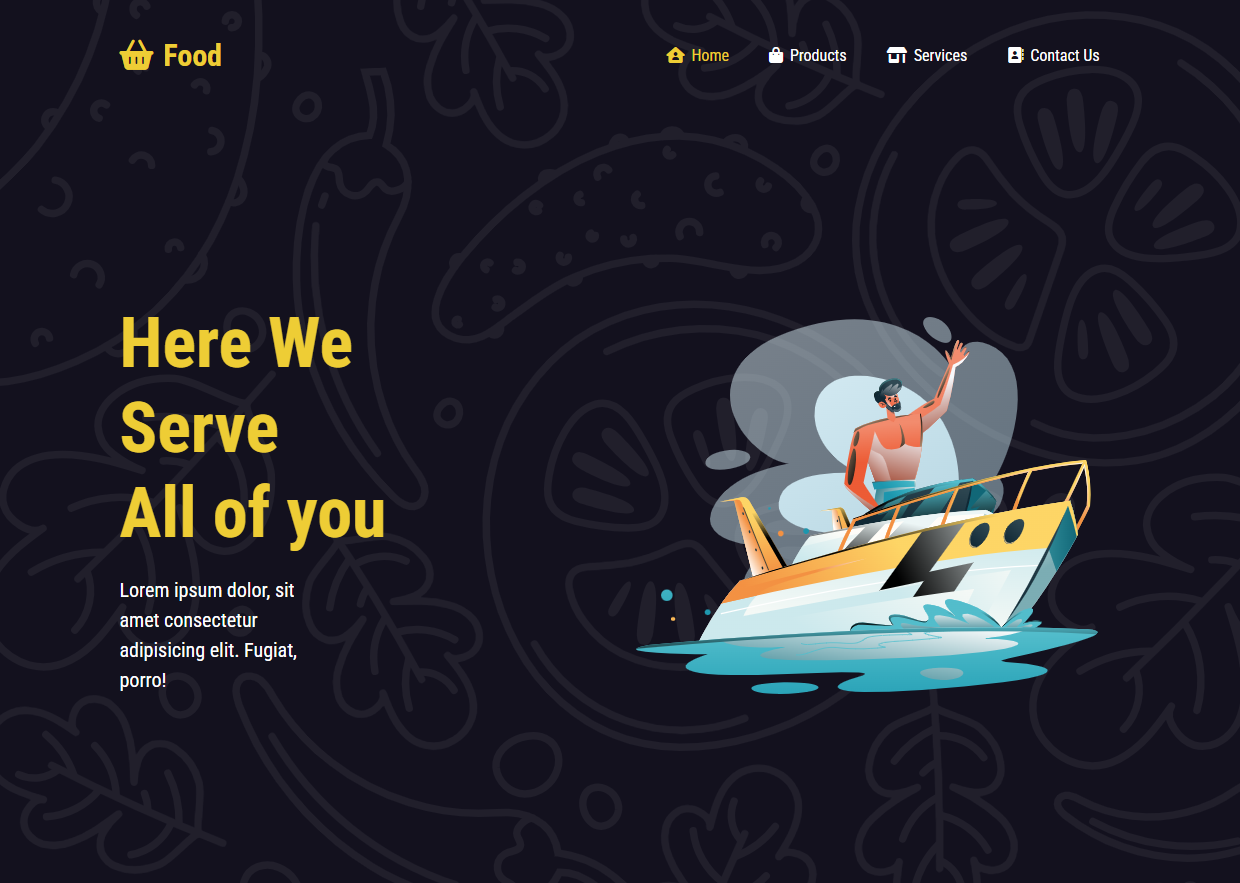 Food
Home
Products
Services
Contact Us
Here We
Serve
All of you
Lorem ipsum dolor, sit
amet consectetur
adipisicing elit. Fugiat,
porro!